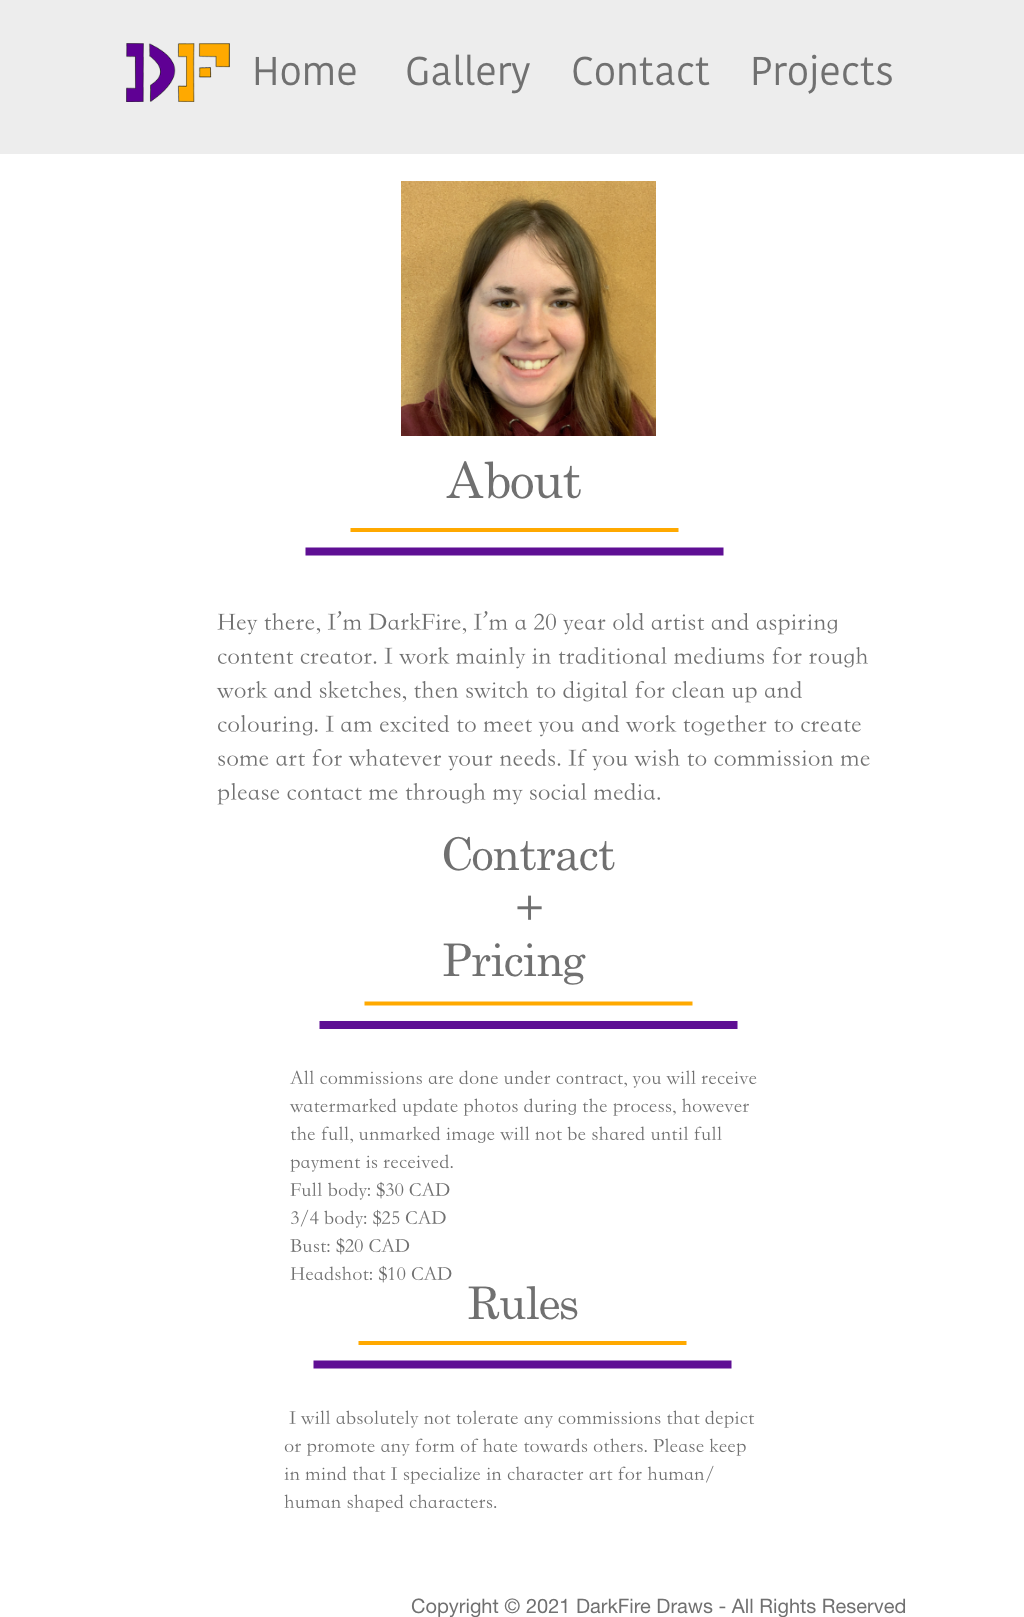 DF Home Gallery Contact Projects
About
Hey there, I'm DarkFire, I'm a 20 year old artist and aspiring
content creator. I work mainly in traditional mediums for rough
work and sketches, then switch to digital for clean up and
colouring. I am excited to meet you and work together to create
some art for whatever your needs. If you wish to commission me
please contact me through my social media.
Contract
+
Pricing
All commissions are done under contract, you will receive
watermarked update photos during the process, however
the full, unmarked image will not be shared until full
payment is received.
Full body: $30 CAD
3/4 body: $25 CAD
Bust: $20 CAD
Headshot: $10 CAD
Rules
I will absolutely not tolerate any commissions that depict
or promote any form of hate towards others. Please keep
in mind that I specialize in character art for human/
human shaped characters.
Copyright © 2021 DarkFire Draws - All Rights Reserved